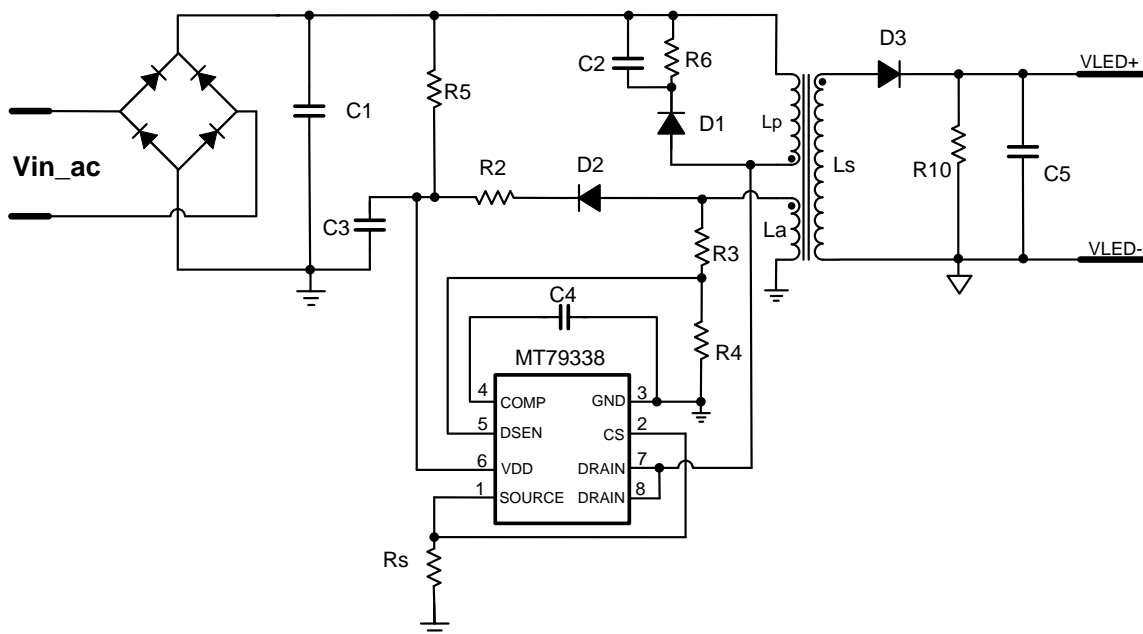 D3
VLED+
C2
R6
C1
R5
D1
Lp
Vin_ac
R2
D2
Ls
R10
C5
C3
La
R3
VLED-
C4
R4
MT79338
4
COMP
GND
3
5
DSEN
CS
2
6
VDD
DRAIN
7
1
SOURCE
DRAIN
8
Rs